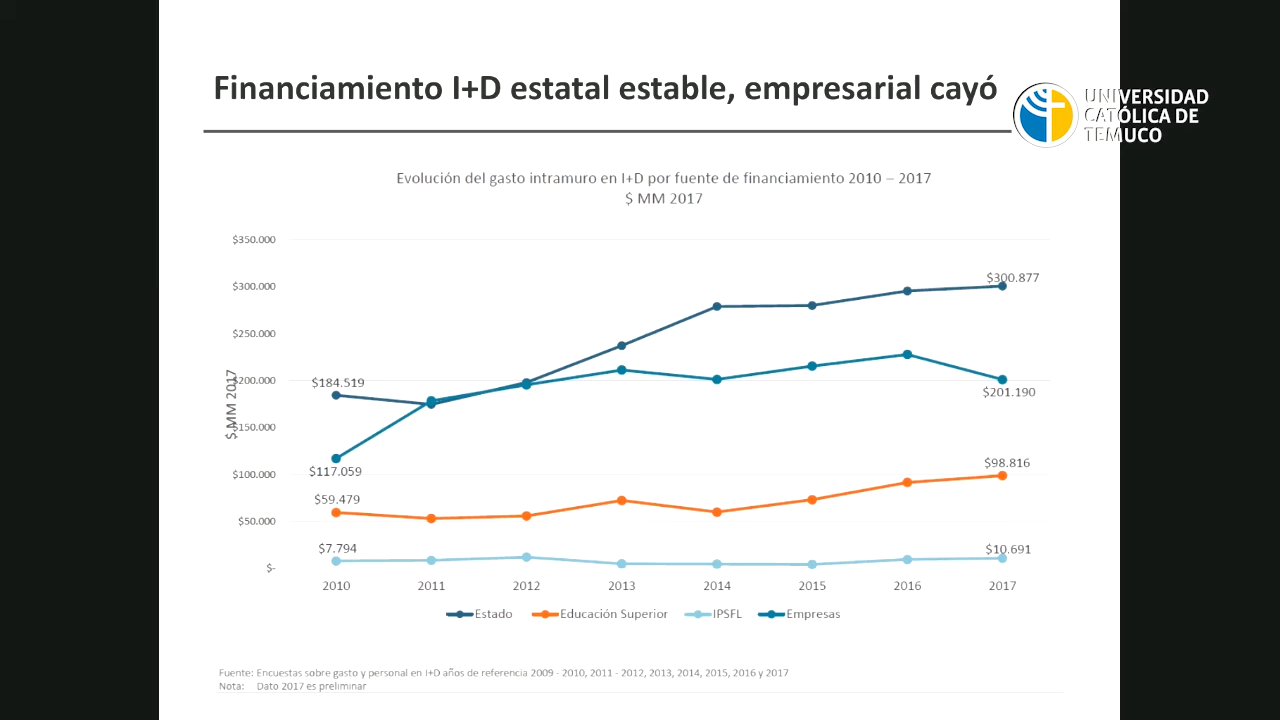 Financiamiento I+D estatal estable, empresarial cayó
UNIVERSIDAD
CATÓLICA DE
TEMUCO
Evolución del gasto intramuro en I+D por fuente de financiamiento 2010 – 2017
$ MM 2017
$ MM 2017
$350.000
$300.000
$250.000
$200.000
$150.000
$100.000
$50.000
$-
$184.519
$117.059
$59.479
$7.794
$300.877
$201.190
$98.816
$10.691
2010 2011 2012 2013 2014 2015 2016 2017
Estado Educación Superior IPSFL Empresas
Fuente: Encuestas sobre gasto y personal en I+D años de referencia 2009 - 2010, 2011 - 2012, 2013, 2014, 2015, 2016 y 2017
Nota: Dato 2017 es preliminar